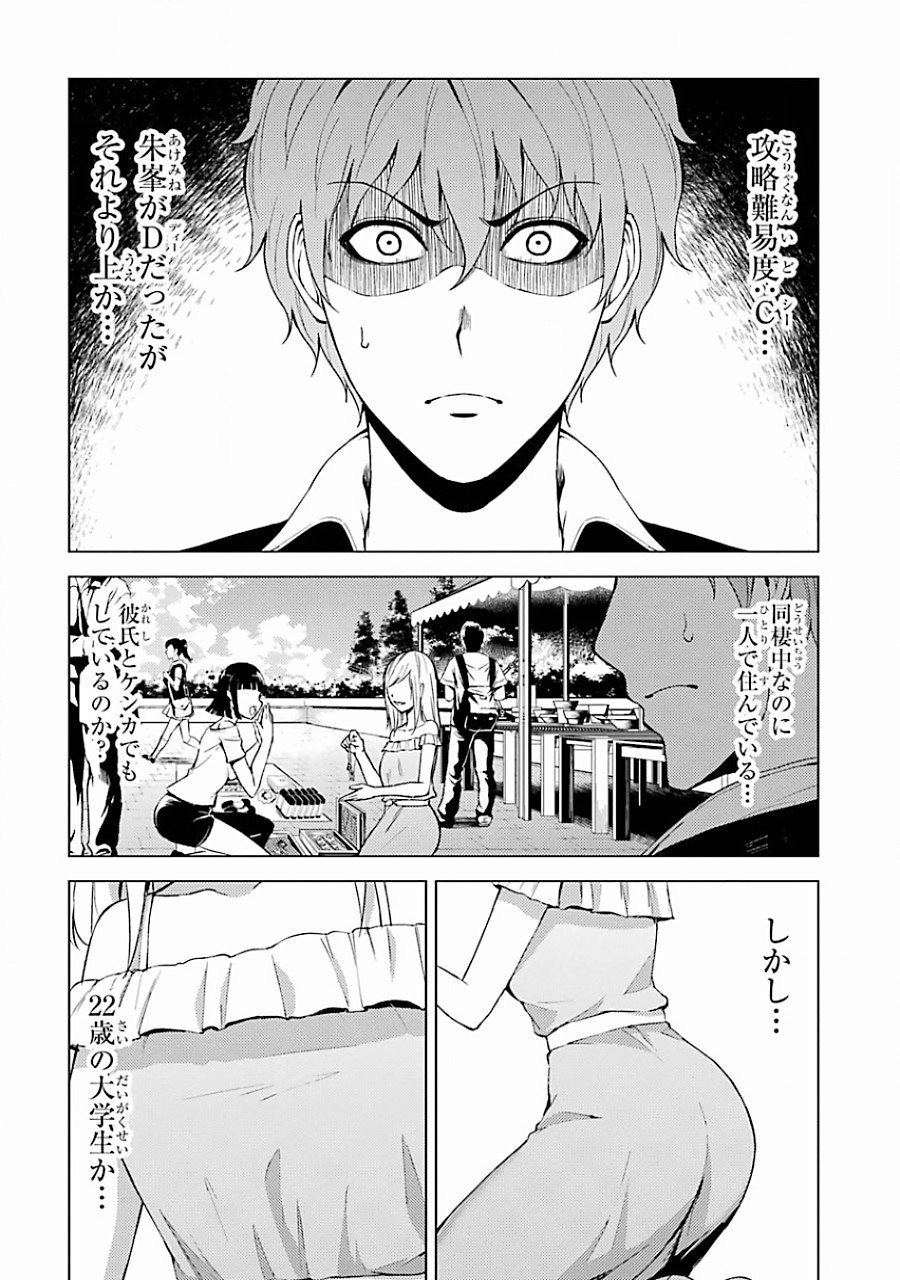 攻略難易度☆C…
朱峯がDだったが
それより上か…
同棲中なのに
一人で住んでいる…
彼氏とケンカでも
しているのか?
しかし…
22歳の大学生か…